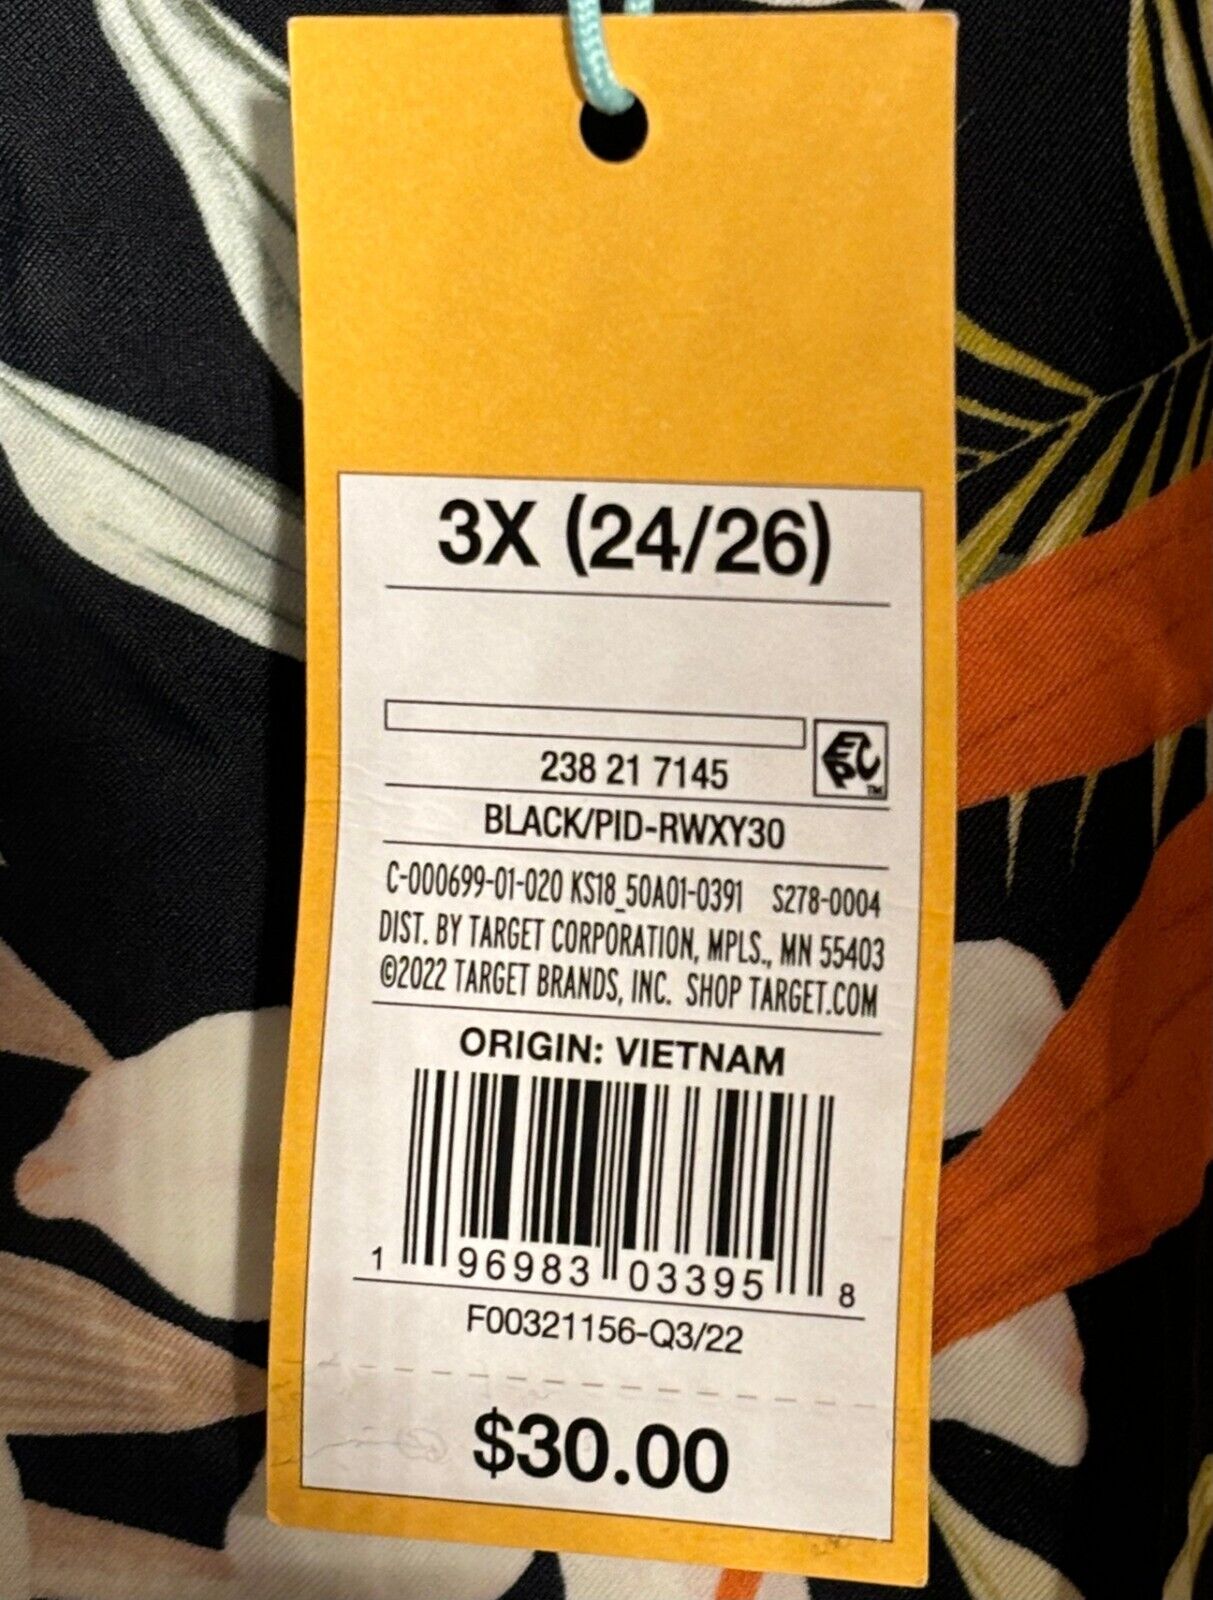 3X (24/26)
EPC™
238 21 7145
BLACK/PID-RWXY30
C-000699-01-020 KS18_50A01-0391 S278-0004
DIST. BY TARGET CORPORATION, MPLS., MN 55403
©2022 TARGET BRANDS, INC. SHOP TARGET.COM
ORIGIN: VIETNAM
1 96983 03395 8
F00321156-Q3/22
$30.00